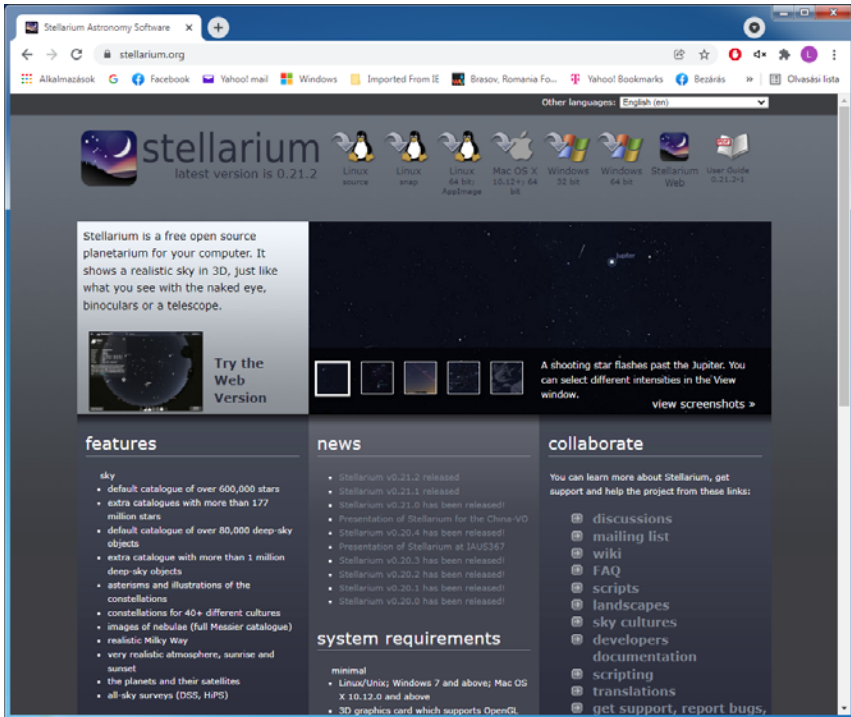 Stellarium Astronomy Software
stellarium.org
L
Alkalmazások
Facebook
Yahoo! mail
Windows
Imported From IE
Brasov, Romania Fo...
Yahoo! Bookmarks
Bezárás
»
Olvasási lista
Other languages: English (en)
stellarium
latest version is 0.21.2
Linux
source
Linux
snap
Linux
64 bit;
AppImage
Mac OS X
10.12+; 64
bit
Windows
32 bit
Windows
64 bit
Stellarium
Web
User Guide
0.21.2-1
Stellarium is a free open source
planetarium for your computer. It
shows a realistic sky in 3D, just like
what you see with the naked eye,
binoculars or a telescope.
Try the
Web
Version
Jupiter
A shooting star flashes past the Jupiter. You
can select different intensities in the View
window.
view screenshots »
features
sky
• default catalogue of over 600,000 stars
• extra catalogues with more than 177
million stars
• default catalogue of over 80,000 deep-sky
objects
• extra catalogue with more than 1 million
deep-sky objects
• asterisms and illustrations of the
constellations
• constellations for 40+ different cultures
• images of nebulae (full Messier catalogue)
• realistic Milky Way
• very realistic atmosphere, sunrise and
sunset
• the planets and their satellites
• all-sky surveys (DSS, HiPS)
news
• Stellarium v0.21.2 released
• Stellarium v0.21.1 released
• Stellarium v0.21.0 has been released!
• Presentation of Stellarium for the China-VO
• Stellarium v0.20.4 has been released!
• Presentation of Stellarium at IAUS367
• Stellarium v0.20.3 has been released!
• Stellarium v0.20.2 has been released!
• Stellarium v0.20.1 has been released!
• Stellarium v0.20.0 has been released!
system requirements
minimal
• Linux/Unix; Windows 7 and above; Mac OS
X 10.12.0 and above
• 3D graphics card which supports OpenGL
collaborate
You can learn more about Stellarium, get
support and help the project from these links:
discussions
mailing list
wiki
FAQ
scripts
landscapes
sky cultures
developers
documentation
scripting
translations
get support, report bugs,